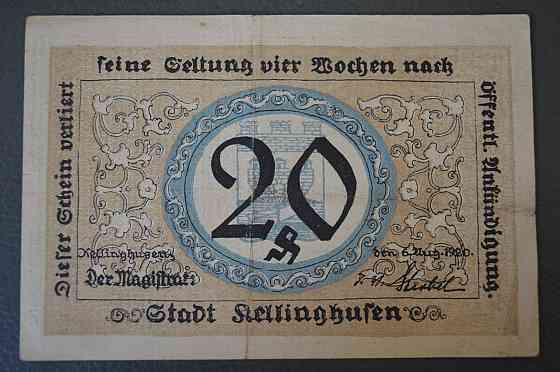 Dieser Schein verliert
seine Geltung vier Wochen nach
Öffentl. Ankündigung.
20
Kellinghusen,
den 6. Aug. 1920.
Der Magistrat:
Stadt Kellinghusen